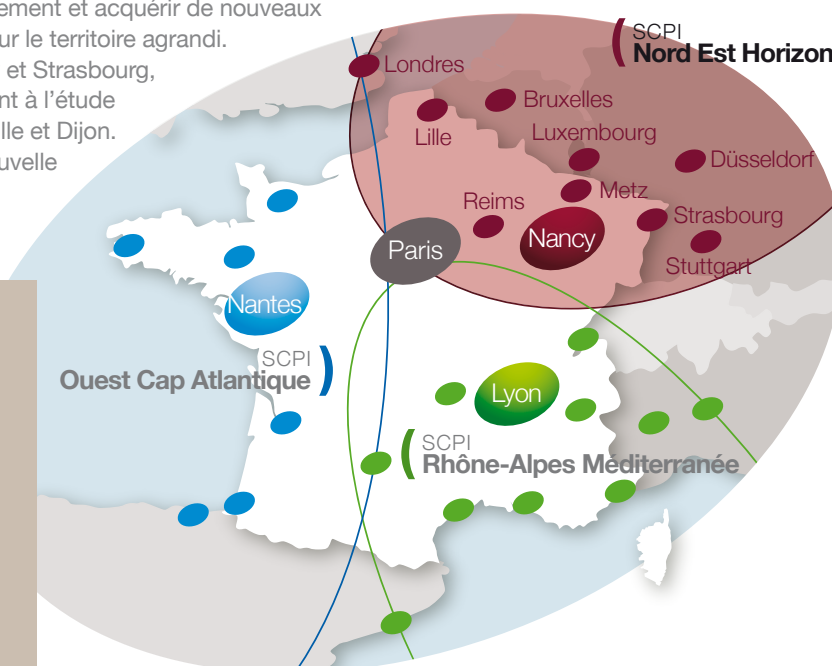 ement et acquérir de nouveaux
ur le territoire agrandi.
et Strasbourg,
nt à l'étude
lle et Dijon.
uvelle
SCPI
Nord Est Horizon
Londres
Bruxelles
Lille
Luxembourg
Düsseldorf
Metz
Reims
Strasbourg
Nancy
Paris
Stuttgart
Nantes
SCPI
Ouest Cap Atlantique
Lyon
SCPI
Rhône-Alpes Méditerranée